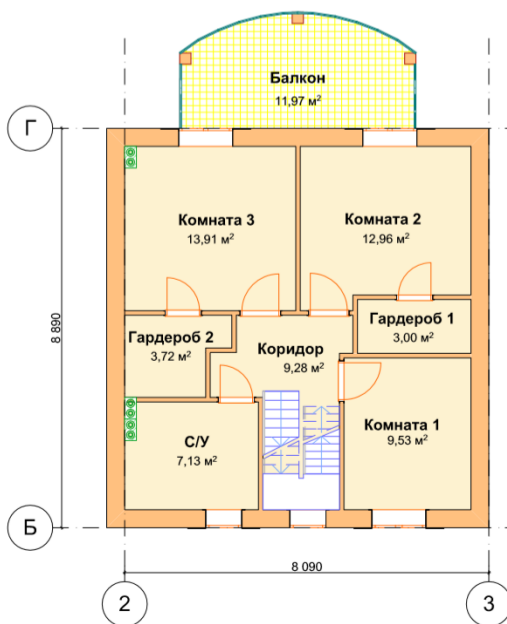 Балкон
11,97 м²
Г
Комната 3
13,91 м²
Комната 2
12,96 м²
Гардероб 2
3,72 м²
Коридор
9,28 м²
Гардероб 1
3,00 м²
8 890
С/У
7,13 м²
Комната 1
9,53 м²
Б
8 090
2
3